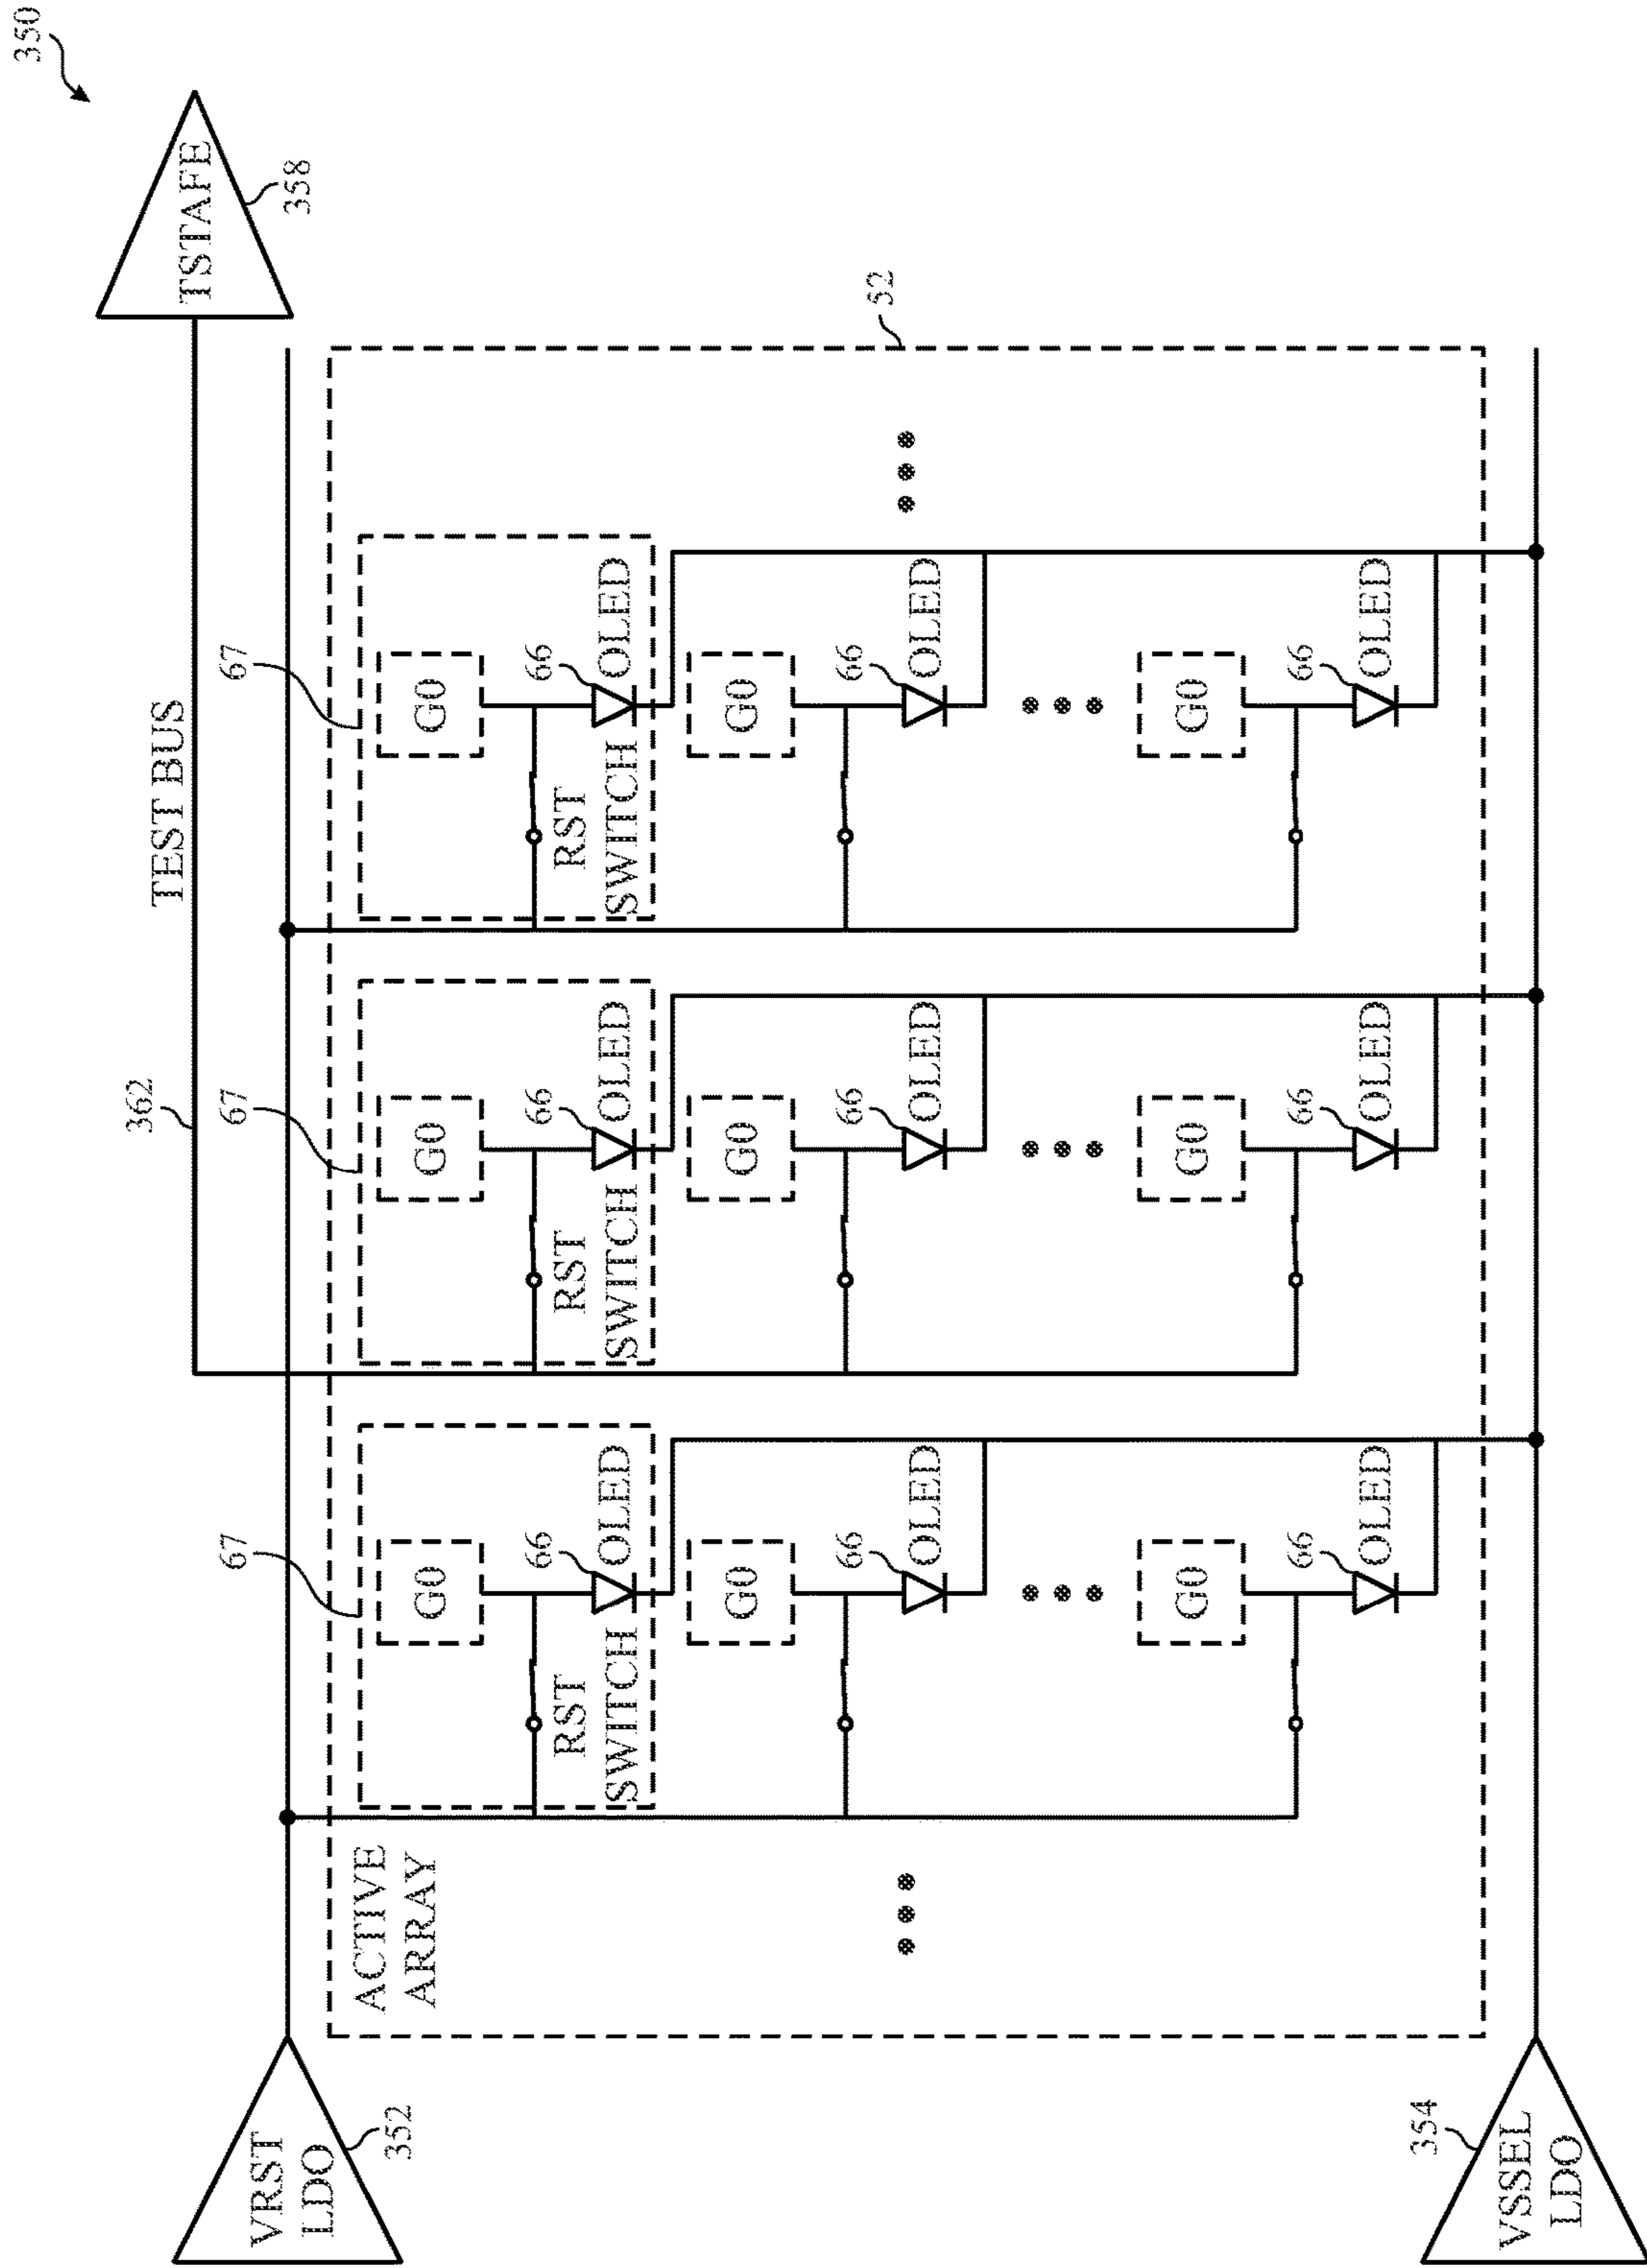 350
362
TEST BUS
TSTAFE
358
67 67 67
VRST
LDO
352
ACTIVE
ARRAY
G0 G0 G0
66 66 66
RST RST RST
SWITCH OLED SWITCH OLED SWITCH OLED
G0 G0 G0
66 66 66
52
OLED OLED OLED
G0 G0 G0
66 66 66
OLED OLED OLED
354
VSSEL
LDO